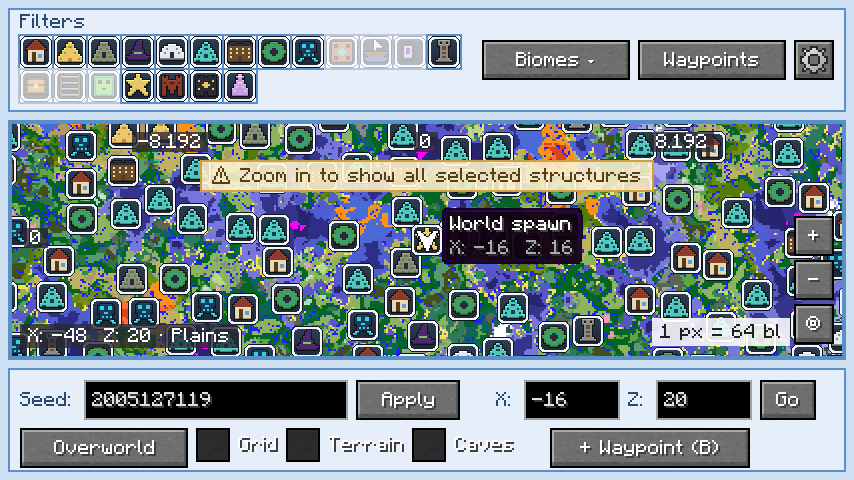 Filters
Biomes
Waypoints
-8.192
0
8.192
Zoom in to show all selected structures
World spawn
0
X: -16 Z: 16
+
-
X: -48 Z: 20 Plains
1 px = 64 bl
Seed: 2005127119 Apply X: -16 Z: 20 Go
Overworld Grid Terrain Caves + Waypoint (B)